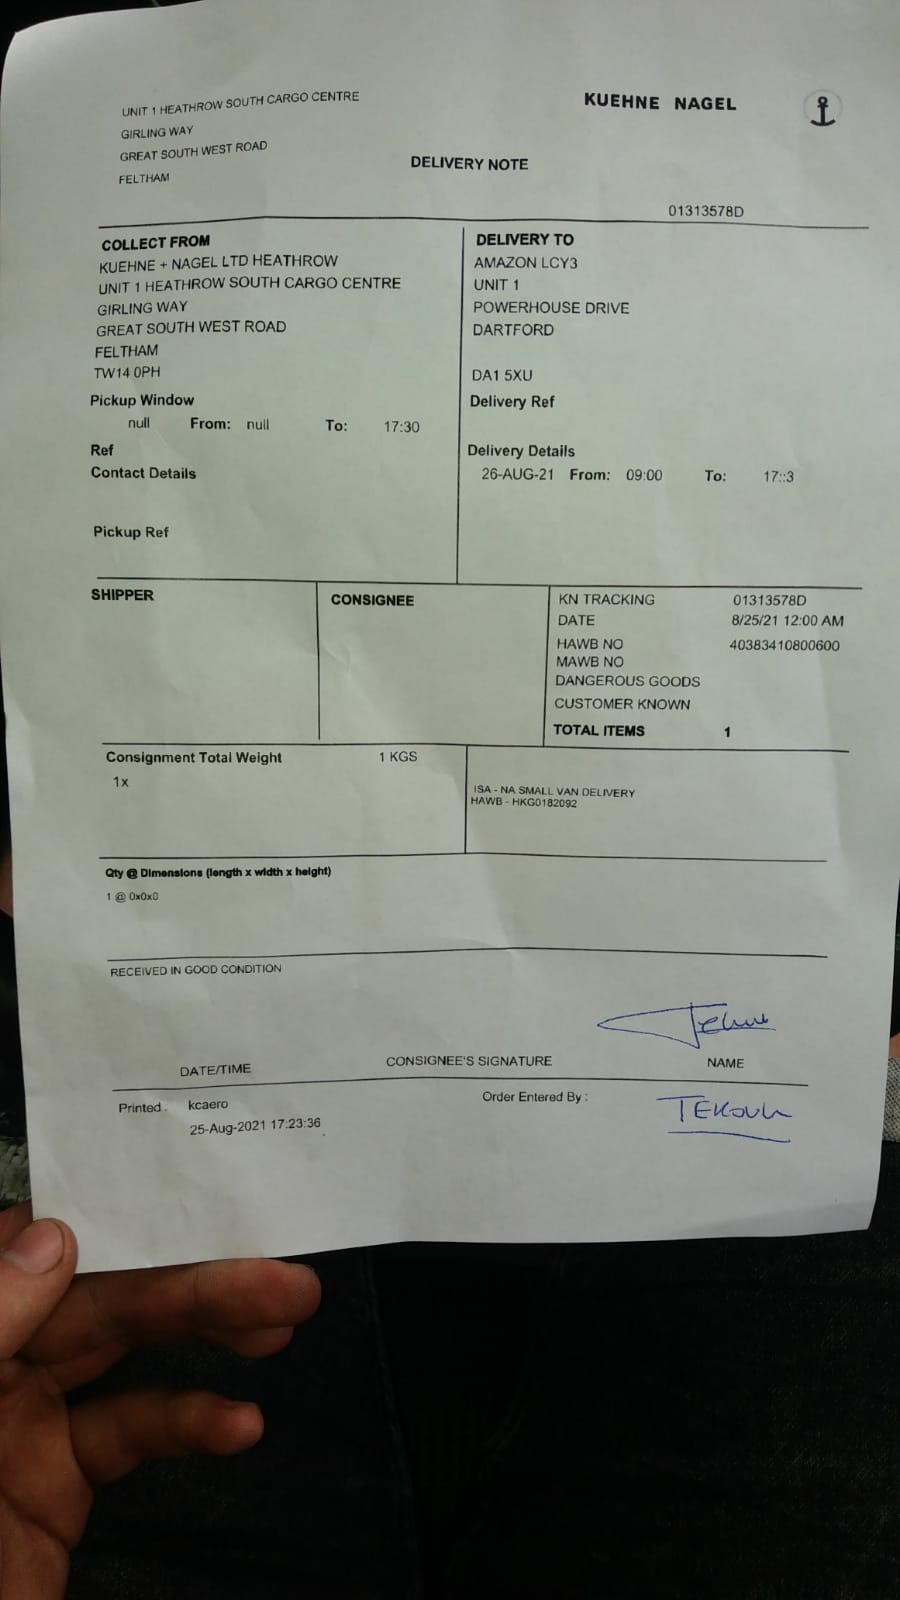 UNIT 1 HEATHROW SOUTH CARGO CENTRE
GIRLING WAY
GREAT SOUTH WEST ROAD
FELTHAM
KUEHNE NAGEL
DELIVERY NOTE
01313578D
COLLECT FROM
KUEHNE + NAGEL LTD HEATHROW
UNIT 1 HEATHROW SOUTH CARGO CENTRE
GIRLING WAY
GREAT SOUTH WEST ROAD
FELTHAM
TW14 0PH
Pickup Window
null From: null To: 17:30
Ref
Contact Details
Pickup Ref
DELIVERY TO
AMAZON LCY3
UNIT 1
POWERHOUSE DRIVE
DARTFORD
DA1 5XU
Delivery Ref
Delivery Details
26-AUG-21 From: 09:00 To: 17::3
SHIPPER
CONSIGNEE
KN TRACKING 01313578D
DATE 8/25/21 12:00 AM
HAWB NO 40383410800600
MAWB NO
DANGEROUS GOODS
CUSTOMER KNOWN
TOTAL ITEMS 1
Consignment Total Weight 1 KGS
1x
ISA - NA SMALL VAN DELIVERY
HAWB - HKG0182092
Qty @ Dimensions (length x width x height)
1 @ 0x0x0
RECEIVED IN GOOD CONDITION
DATE/TIME CONSIGNEE'S SIGNATURE NAME
Printed : kcaero Order Entered By :
25-Aug-2021 17:23:36